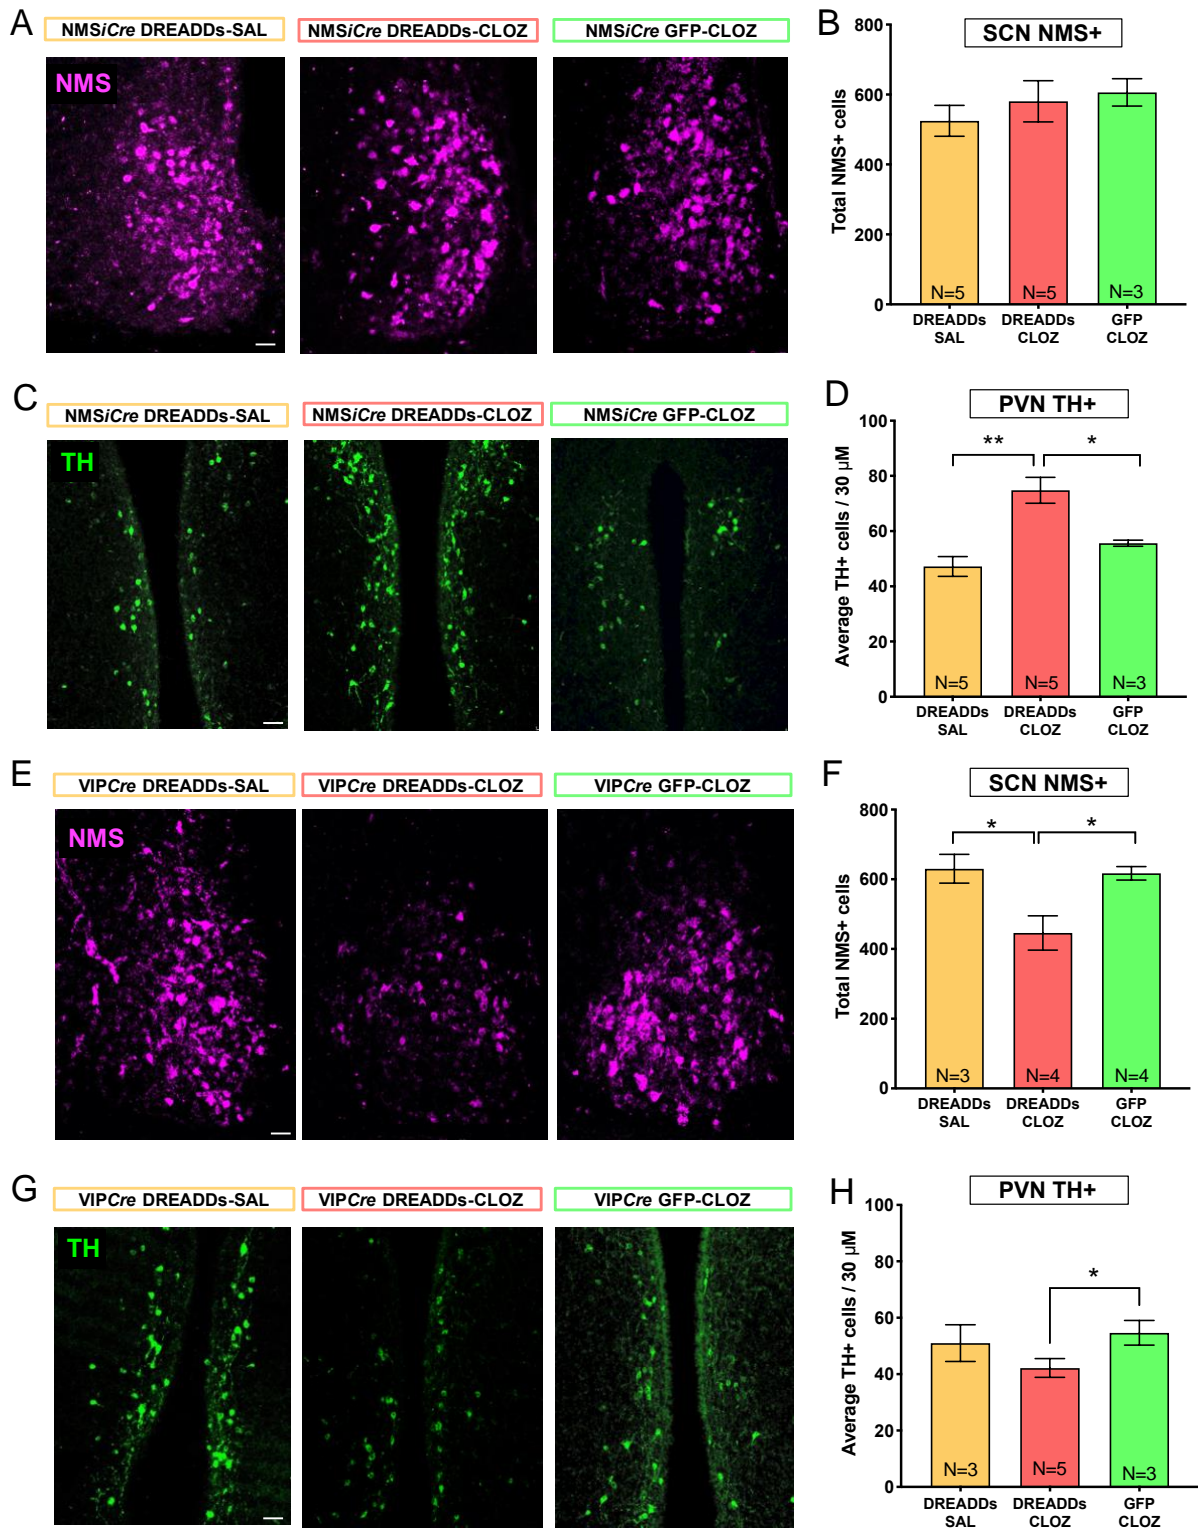 A
NMSiCre DREADDs-SAL
NMSiCre DREADDs-CLOZ
NMSiCre GFP-CLOZ
NMS
B
SCN NMS+
Total NMS+ cells
800
600
400
200
0
N=5
N=5
N=3
DREADDs
SAL
DREADDs
CLOZ
GFP
CLOZ
C
NMSiCre DREADDs-SAL
NMSiCre DREADDs-CLOZ
NMSiCre GFP-CLOZ
TH
D
PVN TH+
Average TH+ cells / 30 µM
100
80
60
40
20
0
**
*
N=5
N=5
N=3
DREADDs
SAL
DREADDs
CLOZ
GFP
CLOZ
E
VIPCre DREADDs-SAL
VIPCre DREADDs-CLOZ
VIPCre GFP-CLOZ
NMS
F
SCN NMS+
Total NMS+ cells
800
600
400
200
0
*
*
N=3
N=4
N=4
DREADDs
SAL
DREADDs
CLOZ
GFP
CLOZ
G
VIPCre DREADDs-SAL
VIPCre DREADDs-CLOZ
VIPCre GFP-CLOZ
TH
H
PVN TH+
Average TH+ cells / 30 µM
100
80
60
40
20
0
*
N=3
N=5
N=3
DREADDs
SAL
DREADDs
CLOZ
GFP
CLOZ